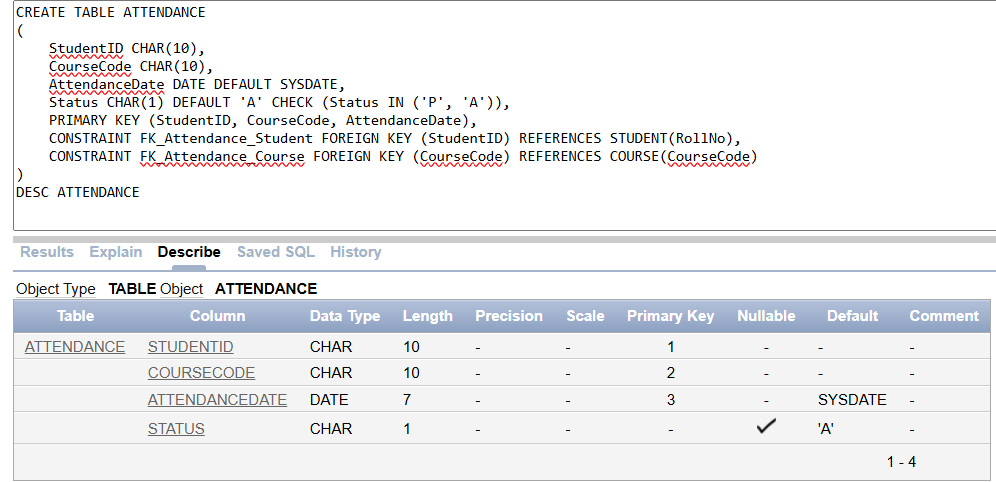 CREATE TABLE ATTENDANCE
(
    StudentID CHAR(10),
    CourseCode CHAR(10),
    AttendanceDate DATE DEFAULT SYSDATE,
    Status CHAR(1) DEFAULT 'A' CHECK (Status IN ('P', 'A')),
    PRIMARY KEY (StudentID, CourseCode, AttendanceDate),
    CONSTRAINT FK_Attendance_Student FOREIGN KEY (StudentID) REFERENCES STUDENT(RollNo),
    CONSTRAINT FK_Attendance_Course FOREIGN KEY (CourseCode) REFERENCES COURSE(CourseCode)
)
DESC ATTENDANCE
Results Explain Describe Saved SQL History
Object Type TABLE Object ATTENDANCE
Table Column Data Type Length Precision Scale Primary Key Nullable Default Comment
ATTENDANCE STUDENTID CHAR 10 - - 1 - - -
COURSECODE CHAR 10 - - 2 - - -
ATTENDANCEDATE DATE 7 - - 3 - SYSDATE -
STATUS CHAR 1 - - - ✓ 'A' -
1 - 4